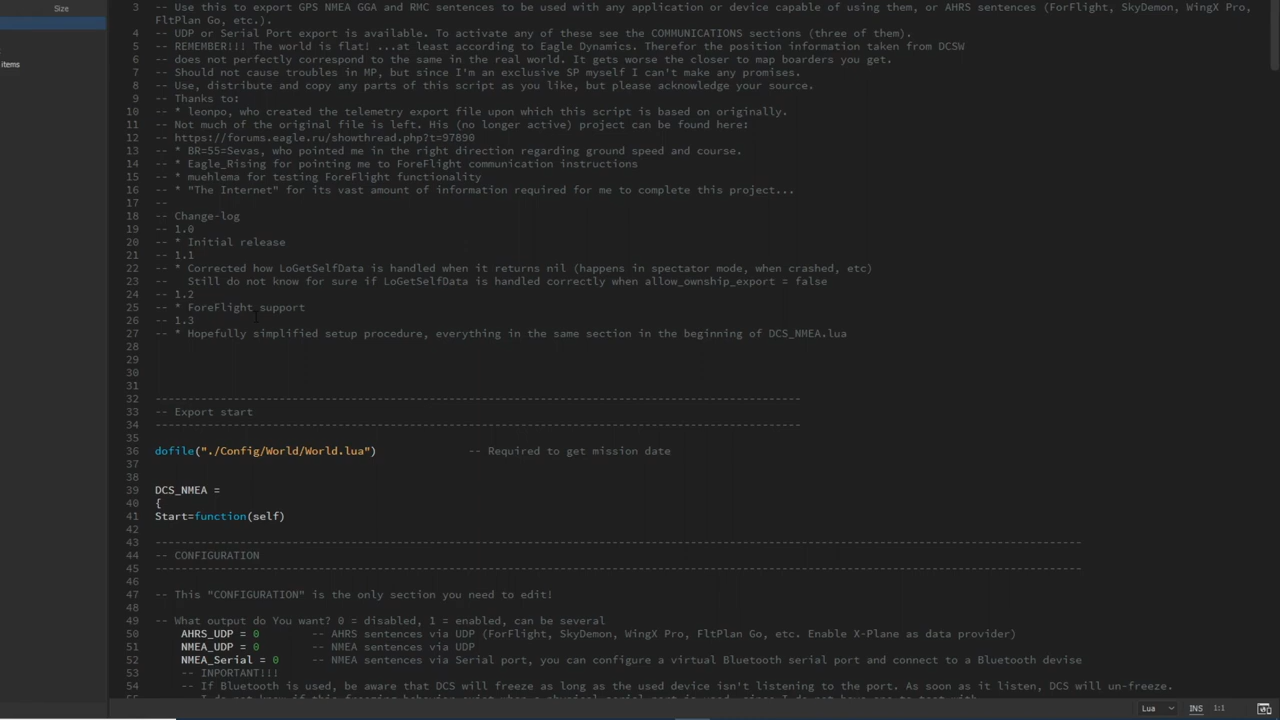 Size
items
3 -- Use this to export GPS NMEA GGA and RMC sentences to be used with any application or device capable of using them, or AHRS sentences (ForFlight, SkyDemon, WingX Pro,
FltPlan Go, etc.).
4 -- UDP or Serial Port export is available. To activate any of these see the COMMUNICATIONS sections (three of them).
5 -- REMEMBER!!! The world is flat! ...at least according to Eagle Dynamics. Therefor the position information taken from DCSW
6 -- does not perfectly correspond to the same in the real world. It gets worse the closer to map boarders you get.
7 -- Should not cause troubles in MP, but since I'm an exclusive SP myself I can't make any promises.
8 -- Use, distribute and copy any parts of this script as you like, but please acknowledge your source.
9 -- Thanks to:
10 -- * leonpo, who created the telemetry export file upon which this script is based on originally.
11 -- Not much of the original file is left. His (no longer active) project can be found here:
12 -- https://forums.eagle.ru/showthread.php?t=97890
13 -- * BR=55=Sevas, who pointed me in the right direction regarding ground speed and course.
14 -- * Eagle_Rising for pointing me to ForeFlight communication instructions
15 -- * muehlema for testing ForeFlight functionality
16 -- * "The Internet" for its vast amount of information required for me to complete this project...
17 --
18 -- Change-log
19 -- 1.0
20 -- * Initial release
21 -- 1.1
22 -- * Corrected how LoGetSelfData is handled when it returns nil (happens in spectator mode, when crashed, etc)
23 -- Still do not know for sure if LoGetSelfData is handled correctly when allow_ownship_export = false
24 -- 1.2
25 -- * ForeFlight support
26 -- 1.3
27 -- * Hopefully simplified setup procedure, everything in the same section in the beginning of DCS_NMEA.lua
28
29
30
31
32 ---------------------------------------------------------------------------------------------------
33 -- Export start
34 ---------------------------------------------------------------------------------------------------
35
36 dofile("./Config/World/World.lua") -- Required to get mission date
37
38
39 DCS_NMEA =
40 {
41 Start=function(self)
42
43 ----------------------------------------------------------------------------------------------------------------------------------------------
44 -- CONFIGURATION
45 ----------------------------------------------------------------------------------------------------------------------------------------------
46
47 -- This "CONFIGURATION" is the only section you need to edit!
48
49 -- What output do You want? 0 = disabled, 1 = enabled, can be several
50 AHRS_UDP = 0 -- AHRS sentences via UDP (ForFlight, SkyDemon, WingX Pro, FltPlan Go, etc. Enable X-Plane as data provider)
51 NMEA_UDP = 0 -- NMEA sentences via UDP
52 NMEA_Serial = 0 -- NMEA sentences via Serial port, you can configure a virtual Bluetooth serial port and connect to a Bluetooth devise
53 -- INPORTANT!!!
54 -- If Bluetooth is used, be aware that DCS will freeze as long as the used device isn't listening to the port. As soon as it listen, DCS will un-freeze.
Lua INS 1:1